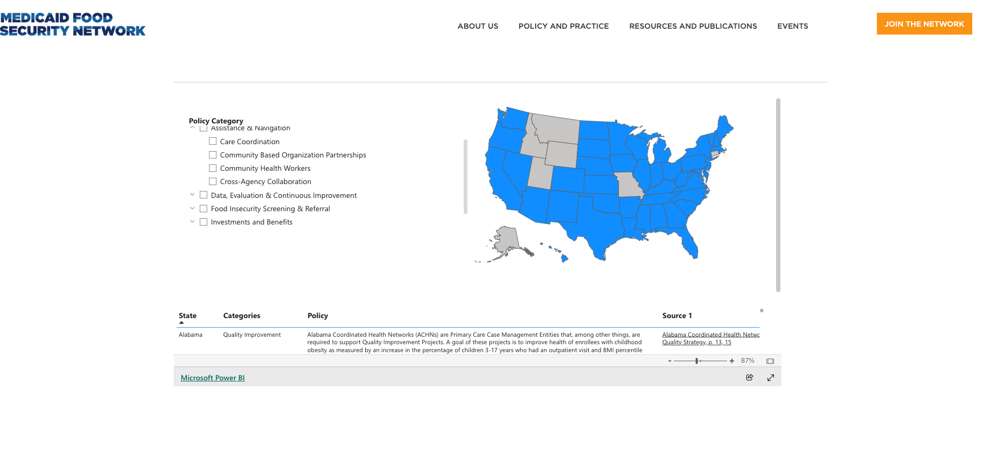 MEDICAID FOOD
SECURITY NETWORK
ABOUT US
POLICY AND PRACTICE
RESOURCES AND PUBLICATIONS
EVENTS
JOIN THE NETWORK
Policy Category
Assistance & Navigation
Care Coordination
Community Based Organization Partnerships
Community Health Workers
Cross-Agency Collaboration
Data, Evaluation & Continuous Improvement
Food Insecurity Screening & Referral
Investments and Benefits
State
Categories
Policy
Source 1
Alabama
Quality Improvement
Alabama Coordinated Health Networks (ACHNs) are Primary Care Case Management Entities that, among other things, are
required to support Quality Improvement Projects. A goal of these projects is to improve health of enrollees with childhood
obesity as measured by an increase in the percentage of children 3-17 years who had an outpatient visit and BMI percentile
Alabama Coordinated Health Netwo
Quality Strategy, p. 13, 15
- + 87%
Microsoft Power BI